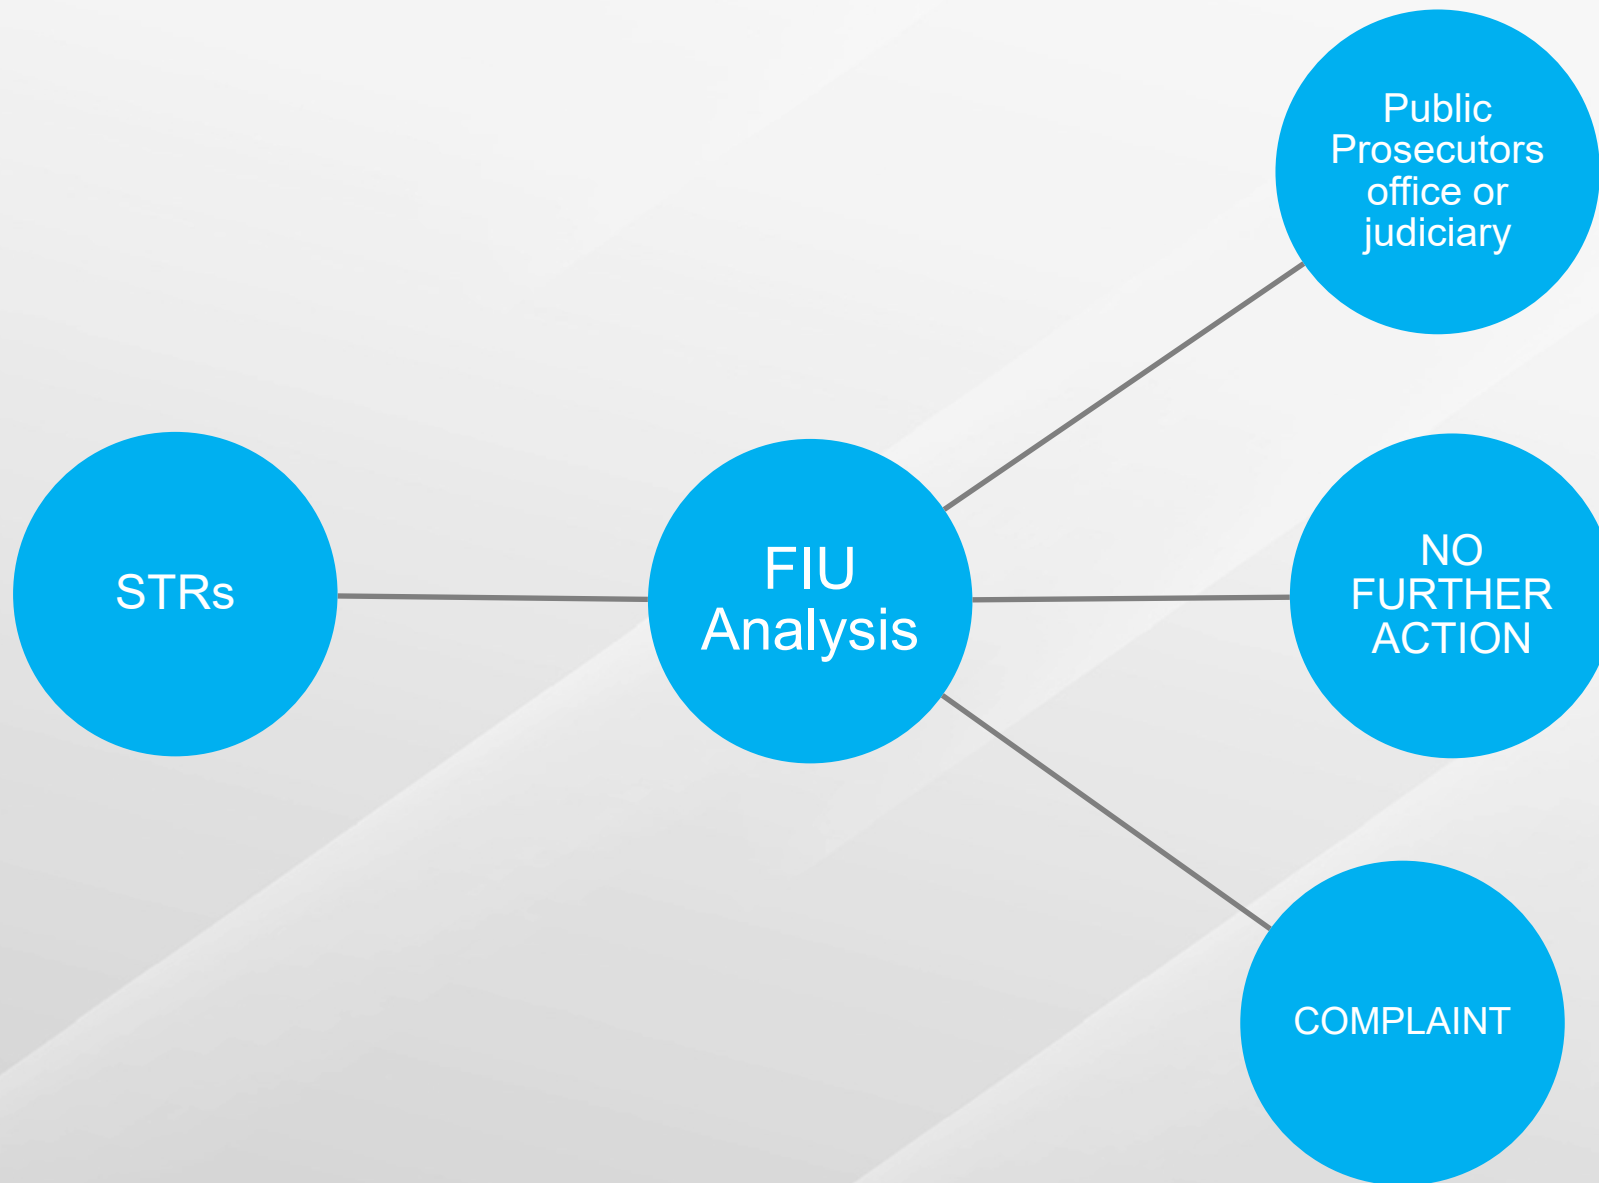 Public
Prosecutors
office or
judiciary
STRs
FIU
Analysis
NO
FURTHER
ACTION
COMPLAINT